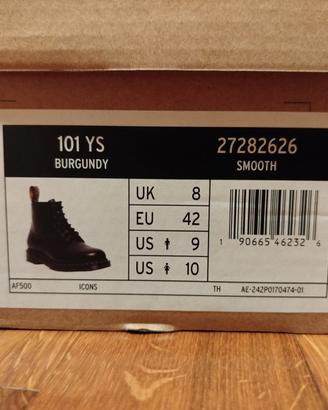 101 YS
BURGUNDY
27282626
SMOOTH
UK 8
EU 42
US 9
US 10
1 90665 46232 6
AF500 ICONS TH AE-242P0170474-01